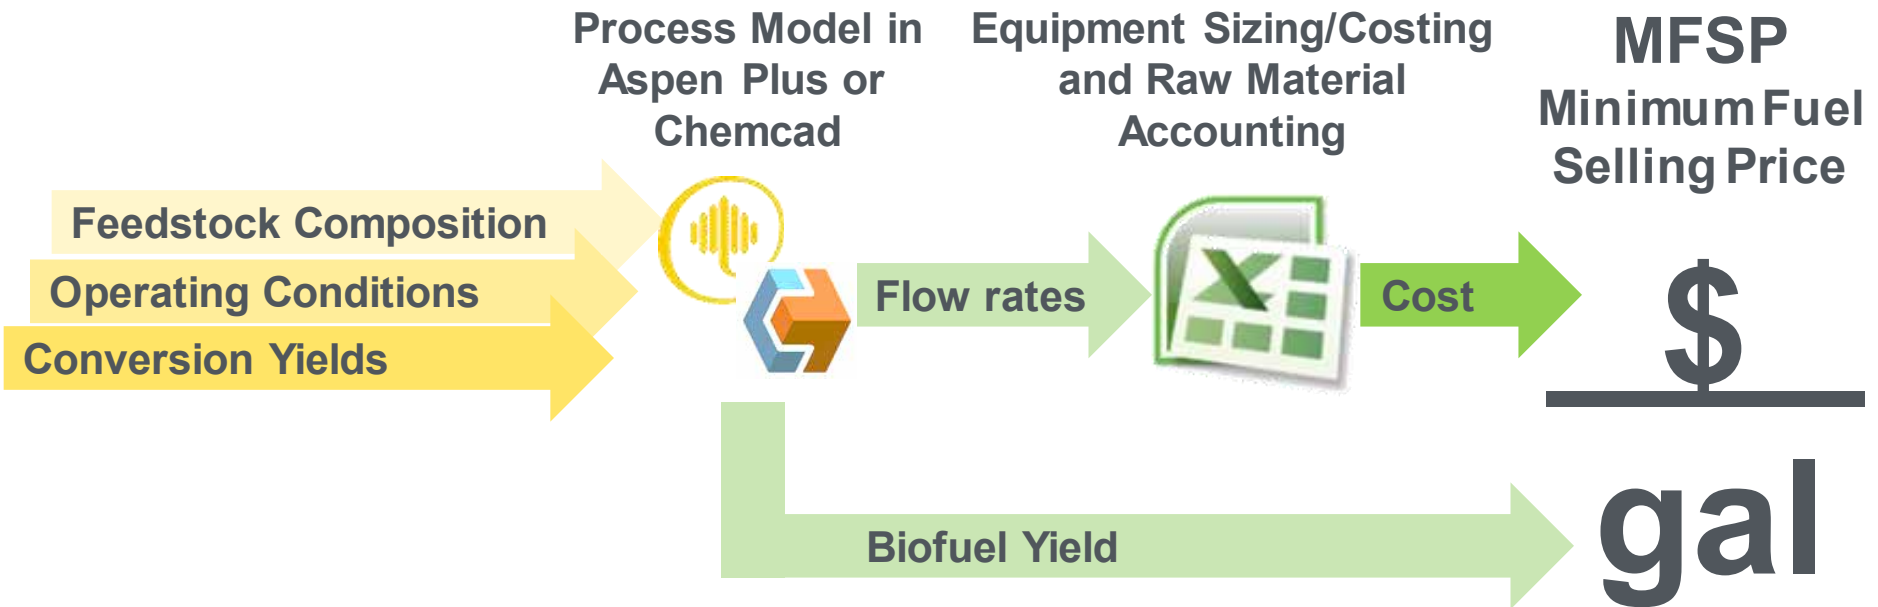 Process Model in
Aspen Plus or
Chemcad
Equipment Sizing/Costing
and Raw Material
Accounting
MFSP
Minimum Fuel
Selling Price
Feedstock Composition
Operating Conditions
Conversion Yields
Flow rates
X
Cost
$
gal
Biofuel Yield